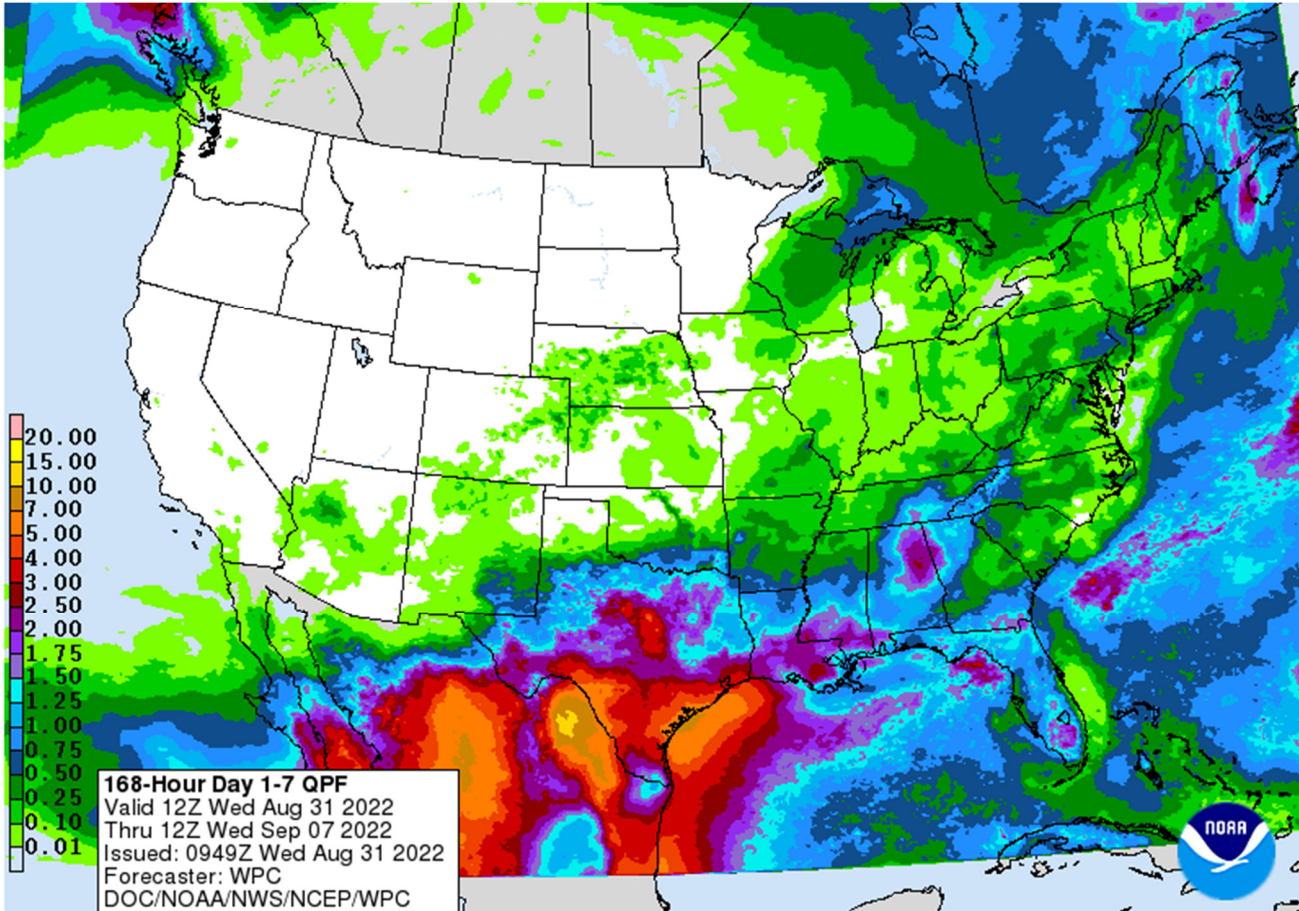 20.00
15.00
10.00
7.00
5.00
4.00
3.00
2.50
2.00
1.75
1.50
1.25
1.00
0.75
0.50
0.25
0.10
0.01
168-Hour Day 1-7 QPF
Valid 12Z Wed Aug 31 2022
Thru 12Z Wed Sep 07 2022
Issued: 0949Z Wed Aug 31 2022
Forecaster: WPC
DOC/NOAA/NWS/NCEP/WPC
NOAA